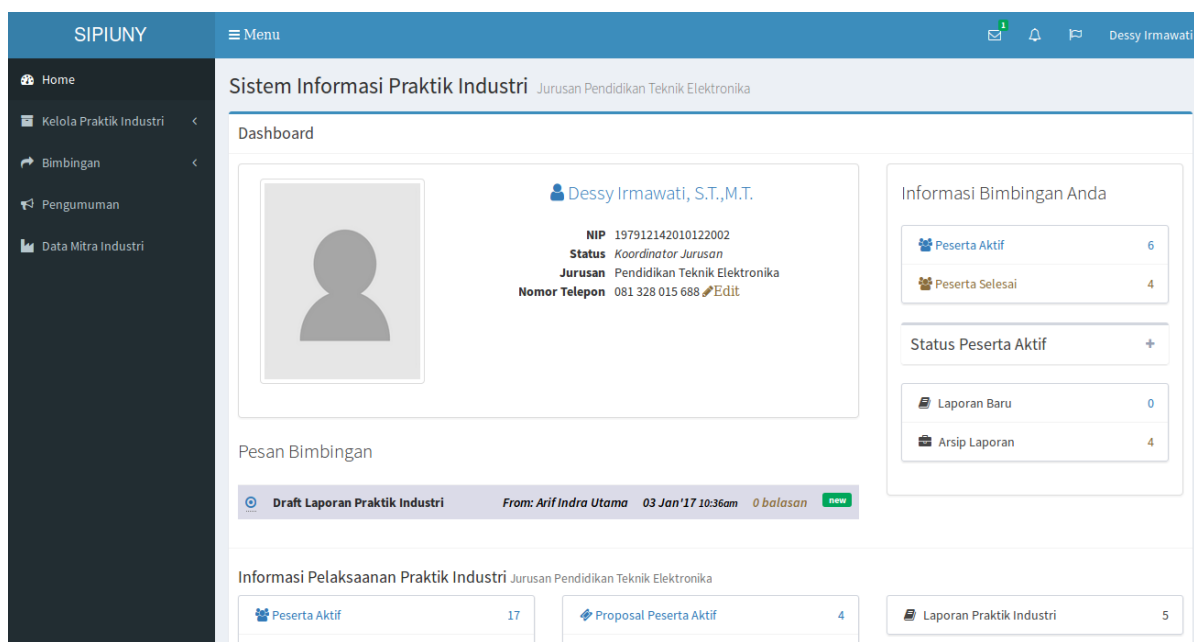 SIPIUNY
Menu
1
Dessy Irmawati
Home
Kelola Praktik Industri
Bimbingan
Pengumuman
Data Mitra Industri
Sistem Informasi Praktik Industri Jurusan Pendidikan Teknik Elektronika
Dashboard
Dessy Irmawati, S.T.,M.T.
NIP 197912142010122002
Status Koordinator Jurusan
Jurusan Pendidikan Teknik Elektronika
Nomor Telepon 081 328 015 688 Edit
Informasi Bimbingan Anda
Peserta Aktif 6
Peserta Selesai 4
Status Peserta Aktif +
Laporan Baru 0
Arsip Laporan 4
Pesan Bimbingan
Draft Laporan Praktik Industri From: Arif Indra Utama 03 Jan'17 10:36am 0 balasan new
Informasi Pelaksanaan Praktik Industri Jurusan Pendidikan Teknik Elektronika
Peserta Aktif 17
Proposal Peserta Aktif 4
Laporan Praktik Industri 5